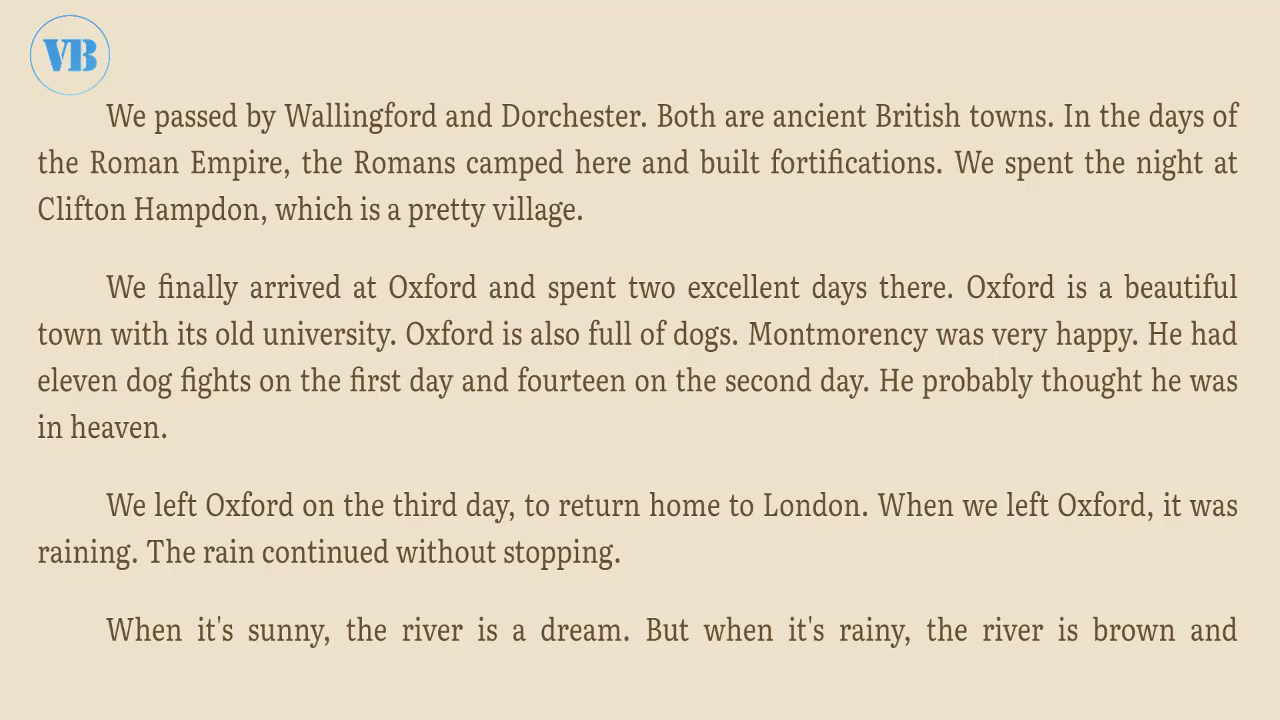 VB
We passed by Wallingford and Dorchester. Both are ancient British towns. In the days of
the Roman Empire, the Romans camped here and built fortifications. We spent the night at
Clifton Hampdon, which is a pretty village.
We finally arrived at Oxford and spent two excellent days there. Oxford is a beautiful
town with its old university. Oxford is also full of dogs. Montmorency was very happy. He had
eleven dog fights on the first day and fourteen on the second day. He probably thought he was
in heaven.
We left Oxford on the third day, to return home to London. When we left Oxford, it was
raining. The rain continued without stopping.
When it's sunny, the river is a dream. But when it's rainy, the river is brown and